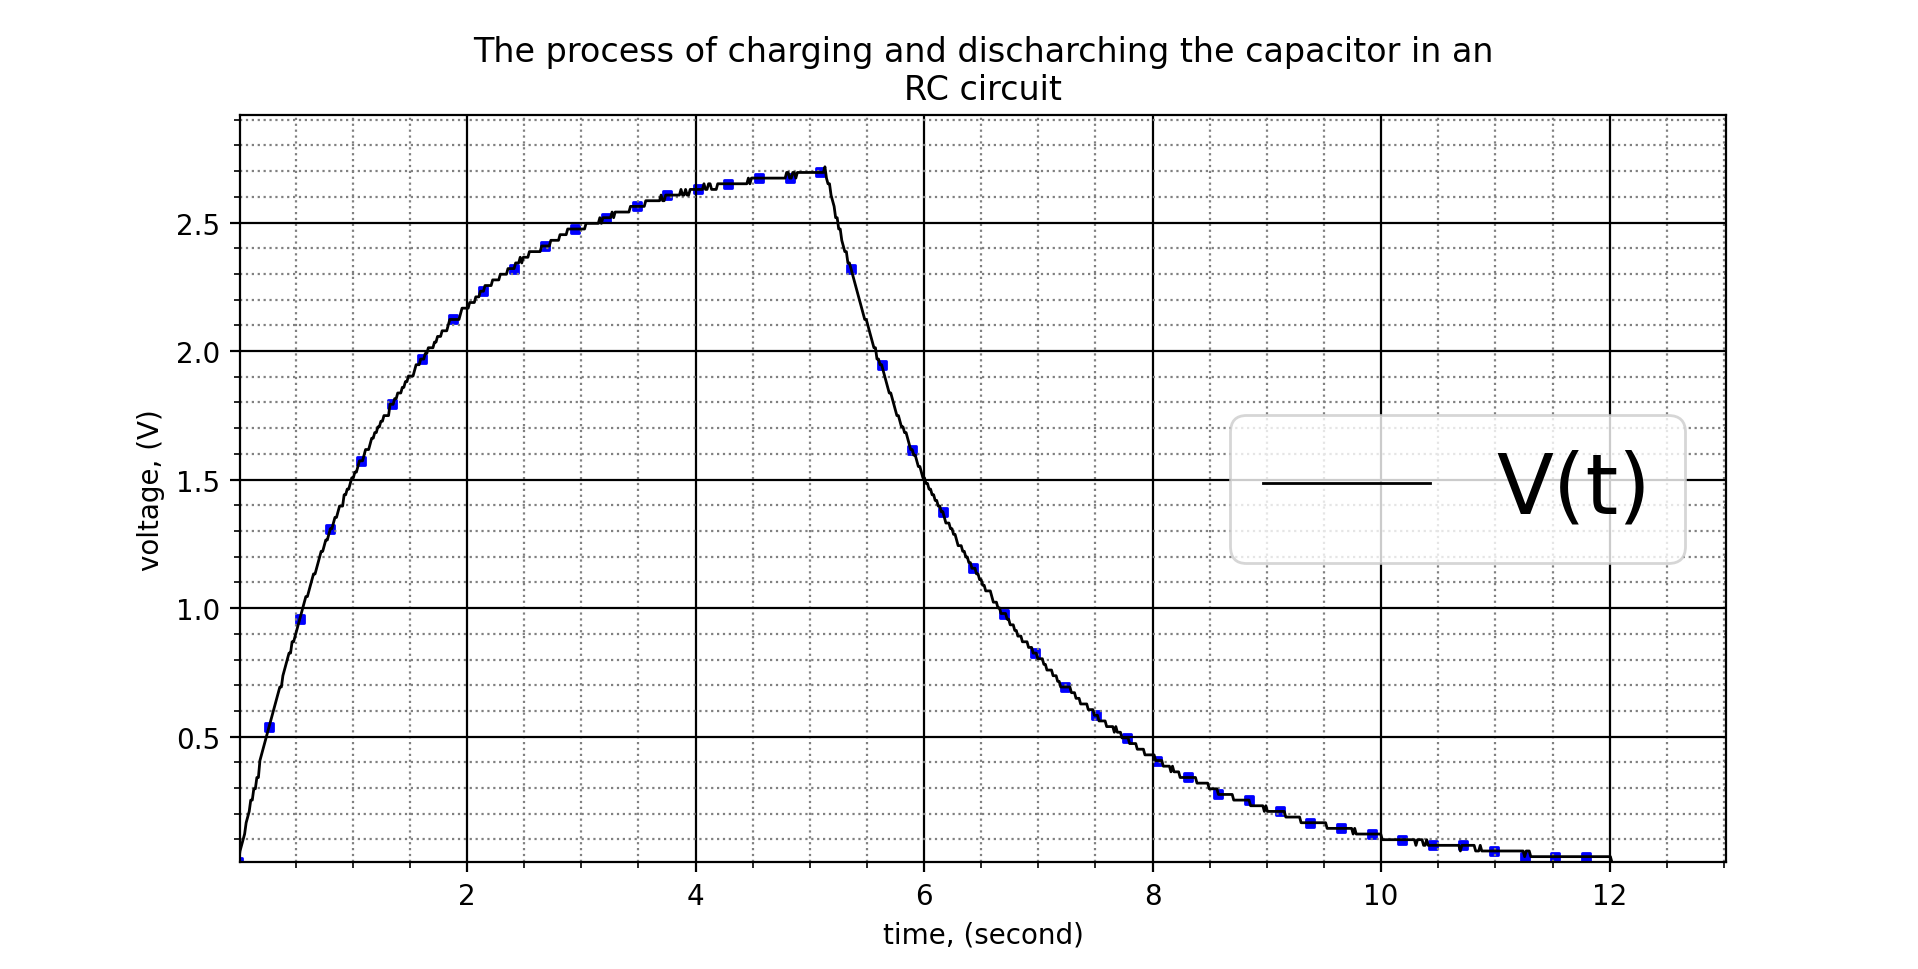 The process of charging and discharching the capacitor in an
RC circuit
voltage, (V)
2.5
2.0
1.5
1.0
0.5
V(t)
2 4 6 8 10 12
time, (second)